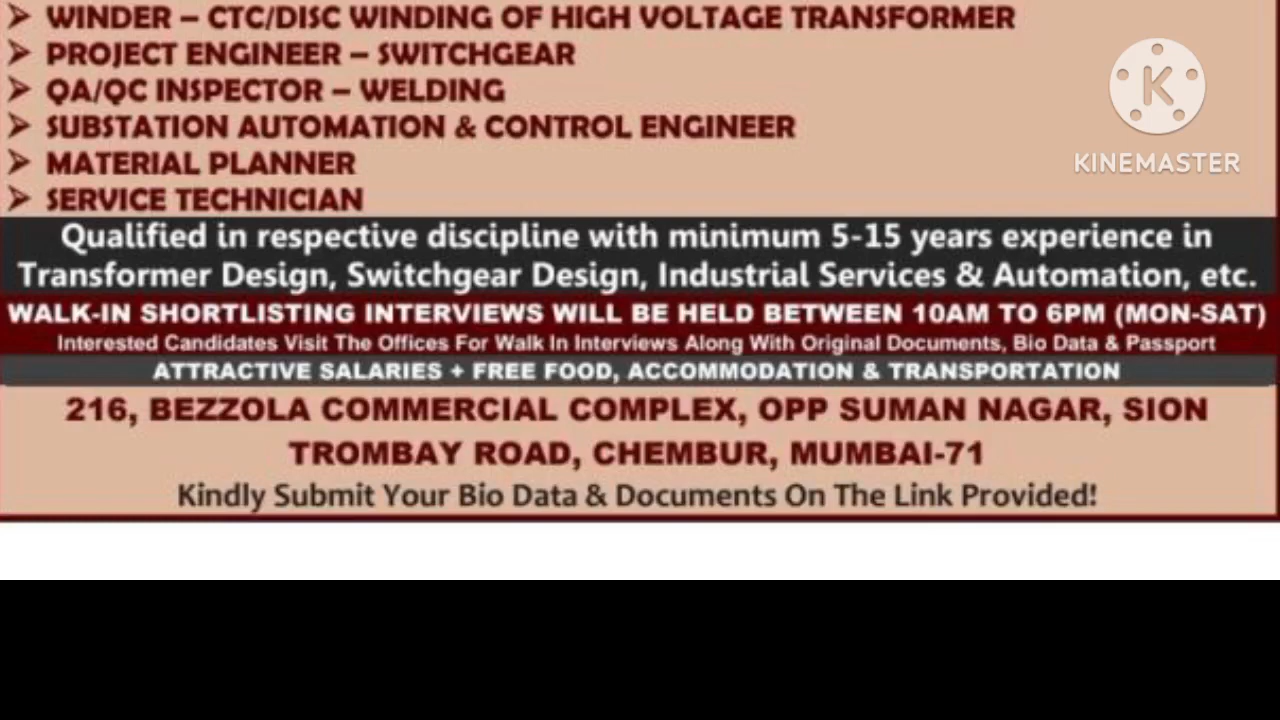 ➤ WINDER – CTC/DISC WINDING OF HIGH VOLTAGE TRANSFORMER
➤ PROJECT ENGINEER – SWITCHGEAR
➤ QA/QC INSPECTOR – WELDING
➤ SUBSTATION AUTOMATION & CONTROL ENGINEER
➤ MATERIAL PLANNER
➤ SERVICE TECHNICIAN
K
KINEMASTER
Qualified in respective discipline with minimum 5-15 years experience in
Transformer Design, Switchgear Design, Industrial Services & Automation, etc.
WALK-IN SHORTLISTING INTERVIEWS WILL BE HELD BETWEEN 10AM TO 6PM (MON-SAT)
Interested Candidates Visit The Offices For Walk In Interviews Along With Original Documents, Bio Data & Passport
ATTRACTIVE SALARIES + FREE FOOD, ACCOMMODATION & TRANSPORTATION
216, BEZZOLA COMMERCIAL COMPLEX, OPP SUMAN NAGAR, SION
TROMBAY ROAD, CHEMBUR, MUMBAI-71
Kindly Submit Your Bio Data & Documents On The Link Provided!